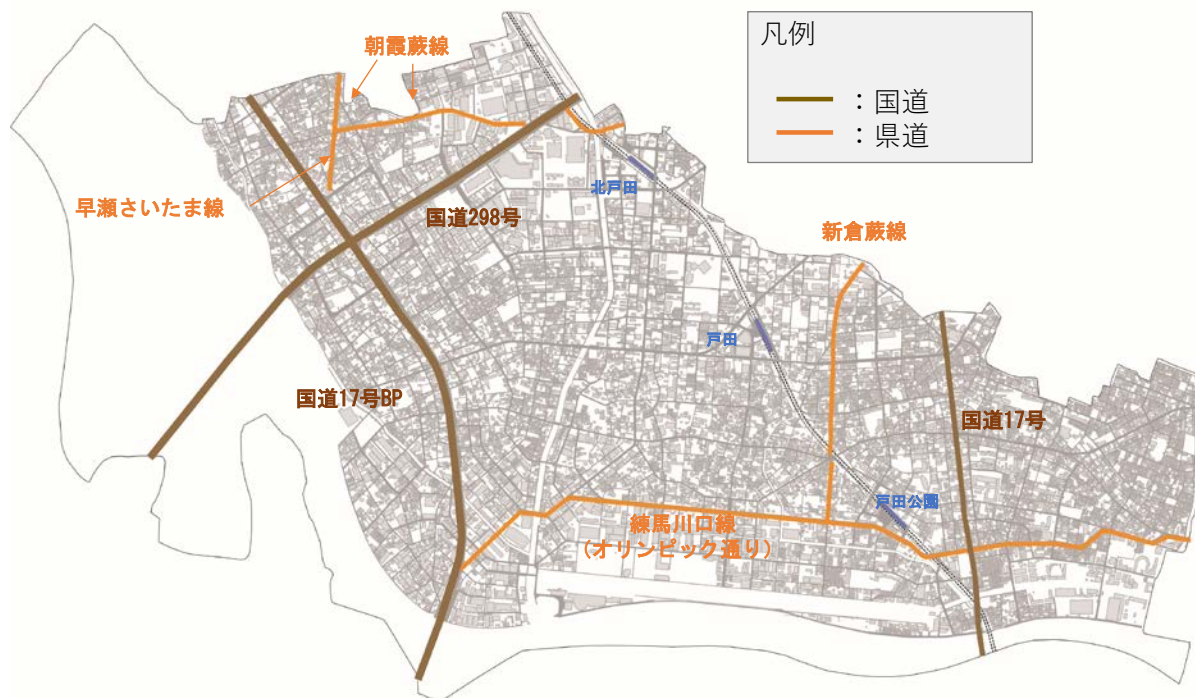 凡例
：国道
：県道
朝霞蕨線
早瀬さいたま線
国道298号
北戸田
新倉蕨線
戸田
国道17号BP
国道17号
戸田公園
練馬川口線
(オリンピック通り)